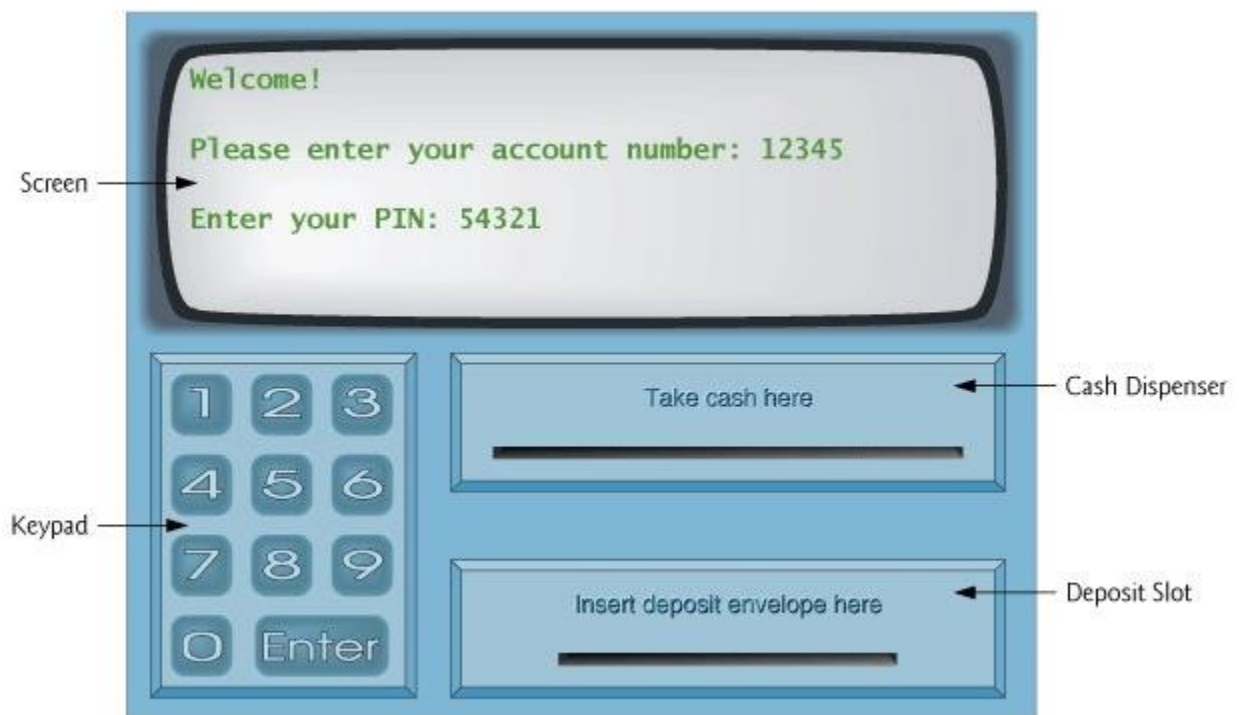 Welcome!
Please enter your account number: 12345
Enter your PIN: 54321
Screen
1 2 3
4 5 6
7 8 9
0 Enter
Keypad
Take cash here
Cash Dispenser
Insert deposit envelope here
Deposit Slot